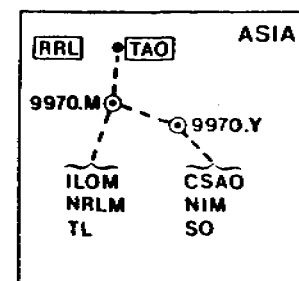 ASIA
RRL TAO
9970.M
9970.Y
ILOM CSAO
NRLM NIM
TL SO